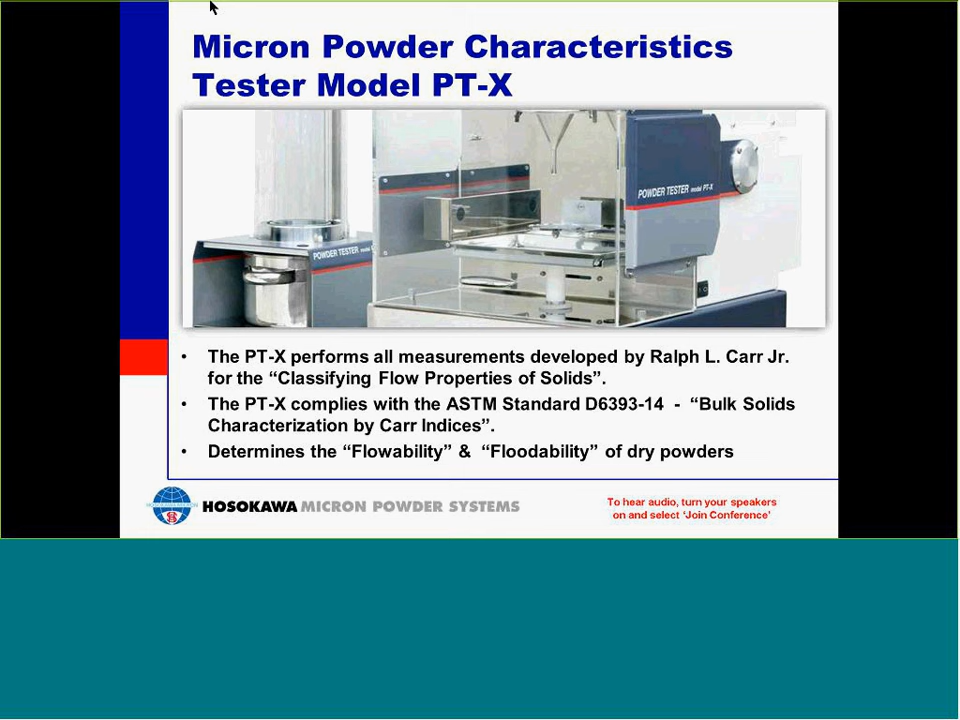 Micron Powder Characteristics
Tester Model PT-X
POWDER TESTER model PT-X
POWDER TESTER model
• The PT-X performs all measurements developed by Ralph L. Carr Jr.
for the “Classifying Flow Properties of Solids”.
• The PT-X complies with the ASTM Standard D6393-14 - “Bulk Solids
Characterization by Carr Indices”.
• Determines the “Flowability” & “Floodability” of dry powders
HOSOKAWA MICRON POWDER SYSTEMS
To hear audio, turn your speakers
on and select ‘Join Conference’